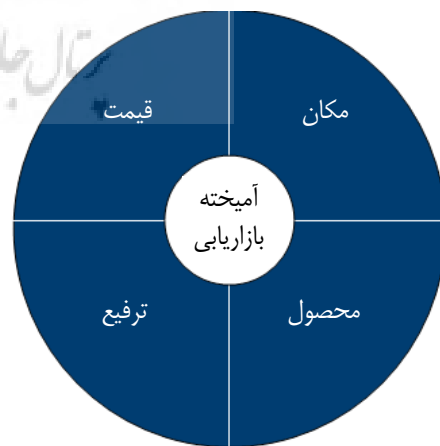 مکان
قیمت
آمیخته
بازاریابی
محصول
ترفیع